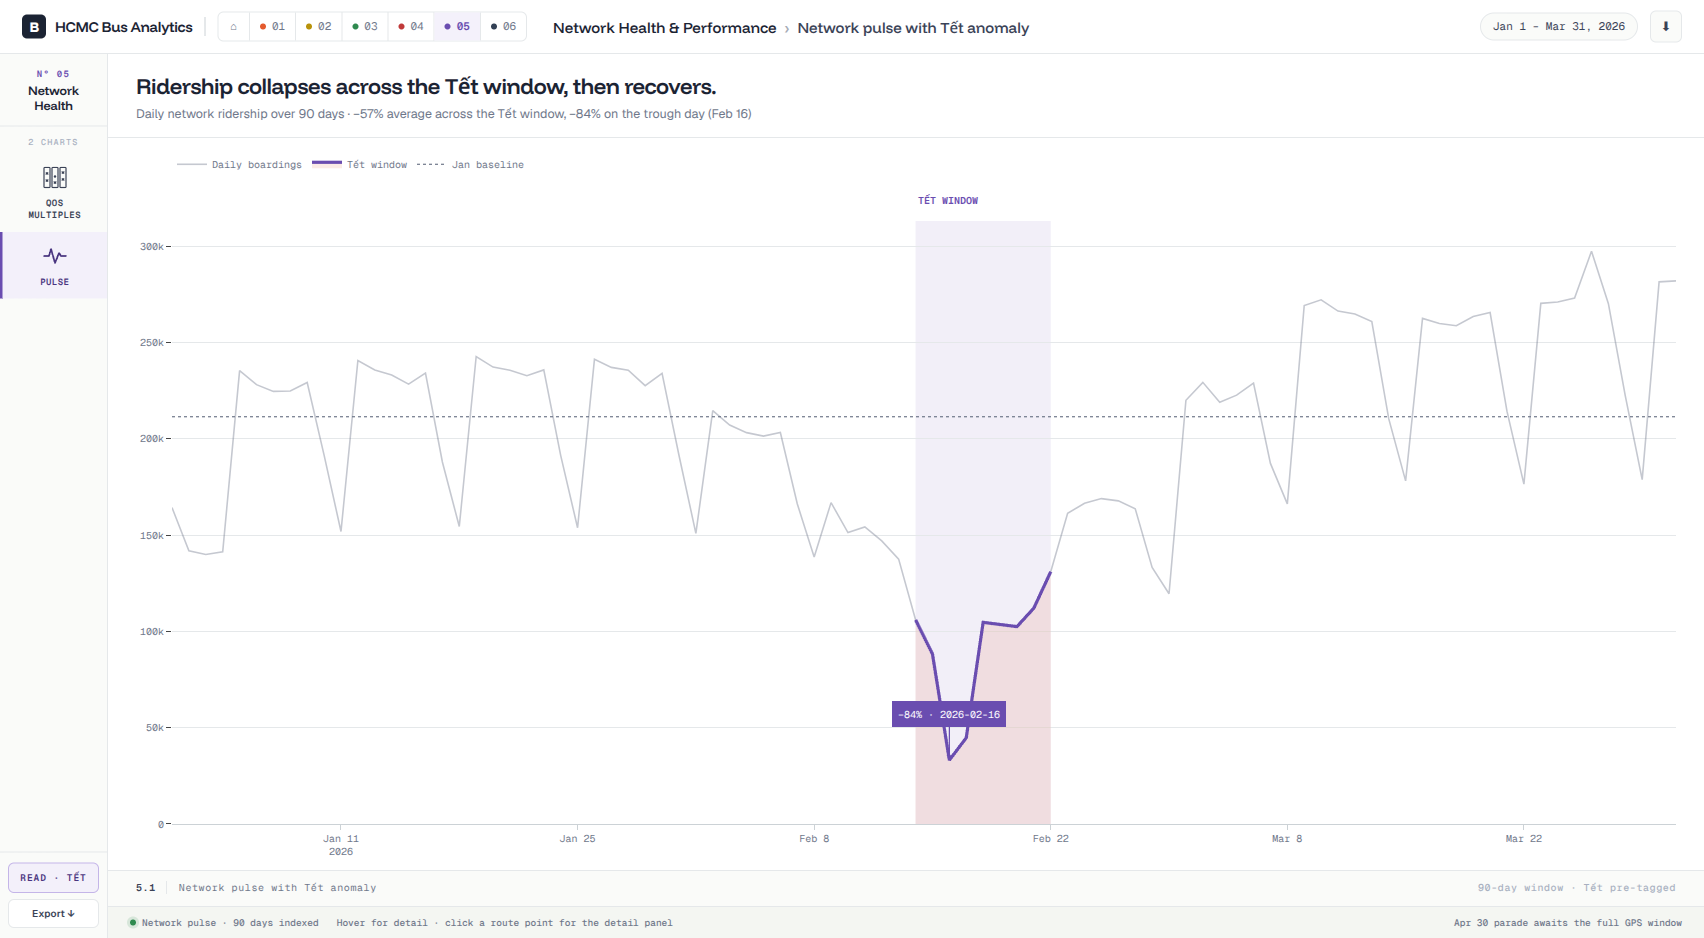 B HCMC Bus Analytics
⌂ 01 02 03 04 05 06
Network Health & Performance › Network pulse with Tết anomaly
Jan 1 – Mar 31, 2026 ⬇
N° 05
Network
Health
2 CHARTS
QOS
MULTIPLES
PULSE
READ · TẾT
Export ↓
Ridership collapses across the Tết window, then recovers.
Daily network ridership over 90 days · −57% average across the Tết window, −84% on the trough day (Feb 16)
Daily boardings Tết window Jan baseline
TẾT WINDOW
300k
250k
200k
150k
100k
50k
0
−84% · 2026-02-16
Jan 11
2026
Jan 25
Feb 8
Feb 22
Mar 8
Mar 22
5.1 Network pulse with Tết anomaly
90-day window · Tết pre-tagged
Network pulse · 90 days indexed Hover for detail · click a route point for the detail panel
Apr 30 parade awaits the full GPS window